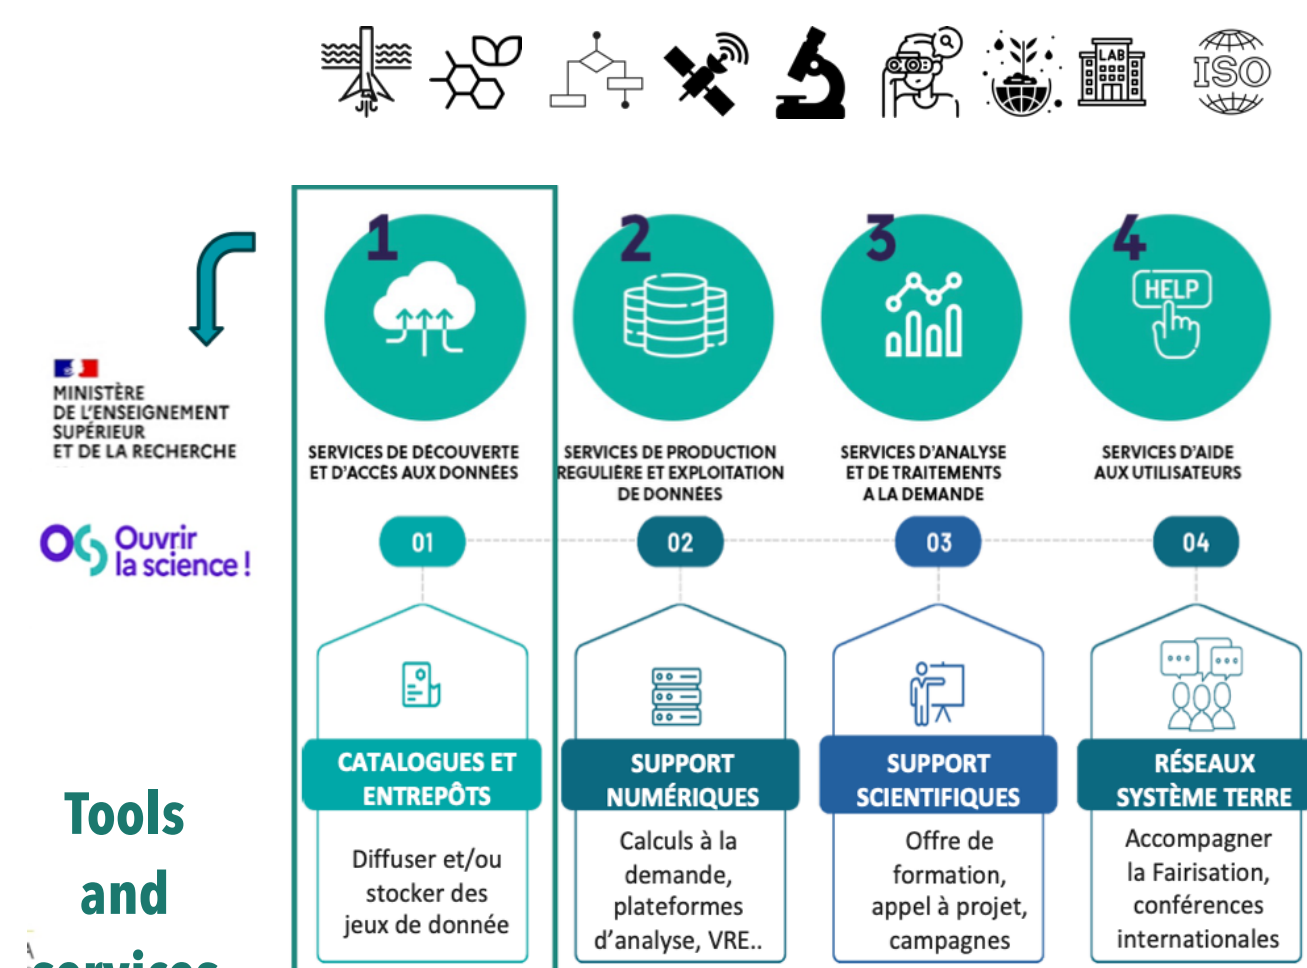 LAB
ISO
1
2
3
4
HELP
MINISTÈRE
DE L'ENSEIGNEMENT
SUPÉRIEUR
ET DE LA RECHERCHE
SERVICES DE DÉCOUVERTE
ET D'ACCÈS AUX DONNÉES
SERVICES DE PRODUCTION
REGULIÈRE ET EXPLOITATION
DE DONNÉES
SERVICES D'ANALYSE
ET DE TRAITEMENTS
A LA DEMANDE
SERVICES D'AIDE
AUX UTILISATEURS
Ouvrir
la science !
01
02
03
04
CATALOGUES ET
ENTREPÔTS
Diffuser et/ou
stocker des
jeux de donnée
SUPPORT
NUMÉRIQUES
Calculs à la
demande,
plateformes
d'analyse, VRE..
SUPPORT
SCIENTIFIQUES
Offre de
formation,
appel à projet,
campagnes
RÉSEAUX
SYSTÈME TERRE
Accompagner
la Fairisation,
conférences
internationales
Tools
and
services